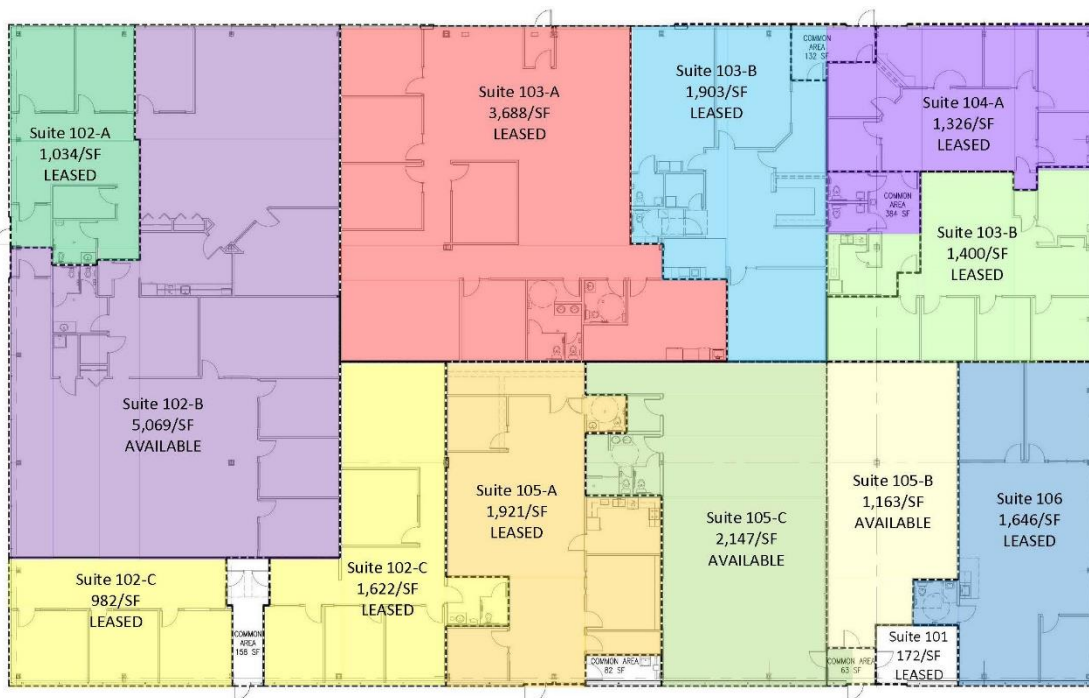 Suite 102-A
1,034/SF
LEASED
Suite 103-A
3,688/SF
LEASED
Suite 103-B
1,903/SF
LEASED
COMMON
AREA
132 SF
Suite 104-A
1,326/SF
LEASED
COMMON
AREA
384 SF
Suite 103-B
1,400/SF
LEASED
Suite 102-B
5,069/SF
AVAILABLE
Suite 105-A
1,921/SF
LEASED
Suite 105-C
2,147/SF
AVAILABLE
Suite 105-B
1,163/SF
AVAILABLE
Suite 106
1,646/SF
LEASED
Suite 102-C
982/SF
LEASED
COMMON
AREA
158 SF
Suite 102-C
1,622/SF
LEASED
COMMON AREA
82 SF
COMMON AREA
63 SF
Suite 101
172/SF
LEASED